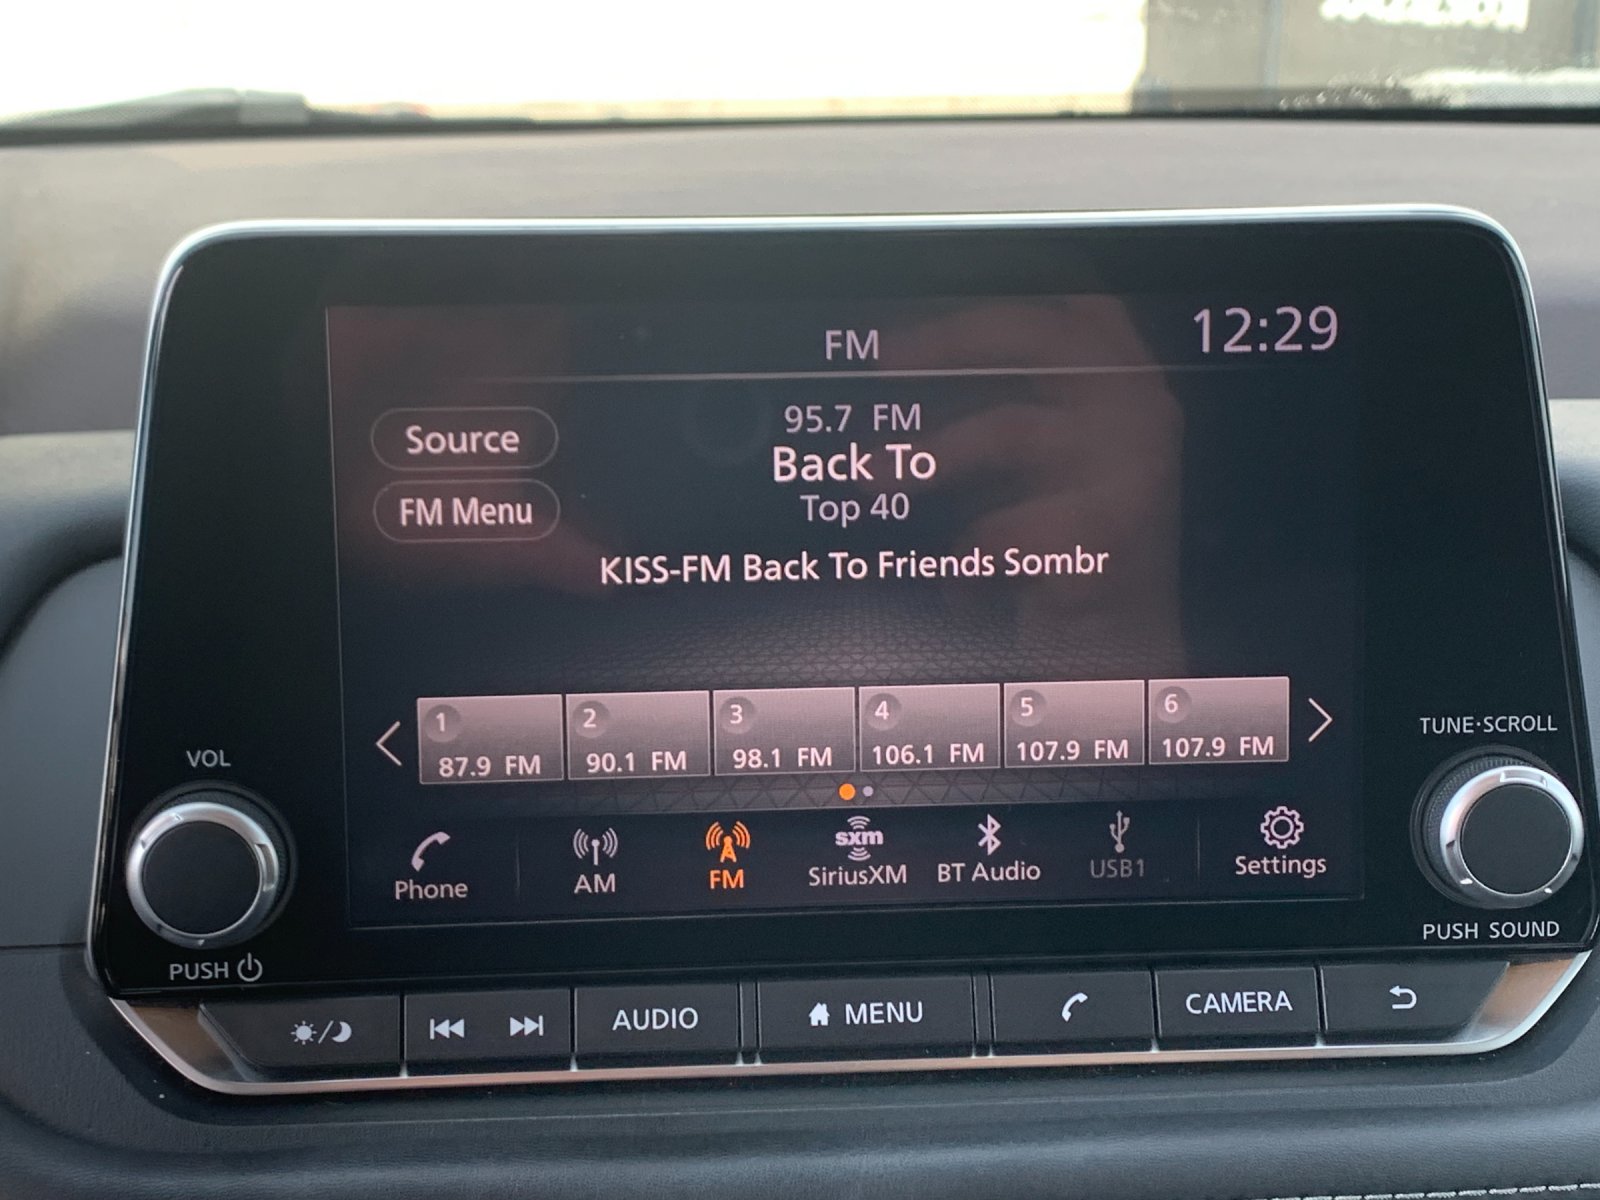 FM
12:29
Source
95.7 FM
Back To
FM Menu
Top 40
KISS-FM Back To Friends Sombr
1
87.9 FM
2
90.1 FM
3
98.1 FM
4
106.1 FM
5
107.9 FM
6
107.9 FM
VOL
TUNE·SCROLL
Phone
AM
FM
sxm
SiriusXM
BT Audio
USB1
Settings
PUSH
PUSH SOUND
AUDIO
MENU
CAMERA